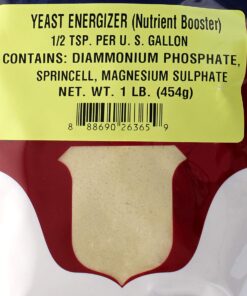 YEAST ENERGIZER (Nutrient Booster)
1/2 TSP. PER U. S. GALLON
CONTAINS: DIAMMONIUM PHOSPHATE,
SPRINCELL, MAGNESIUM SULPHATE
NET. WT. 1 LB. (454g)
8 88690 26365 9